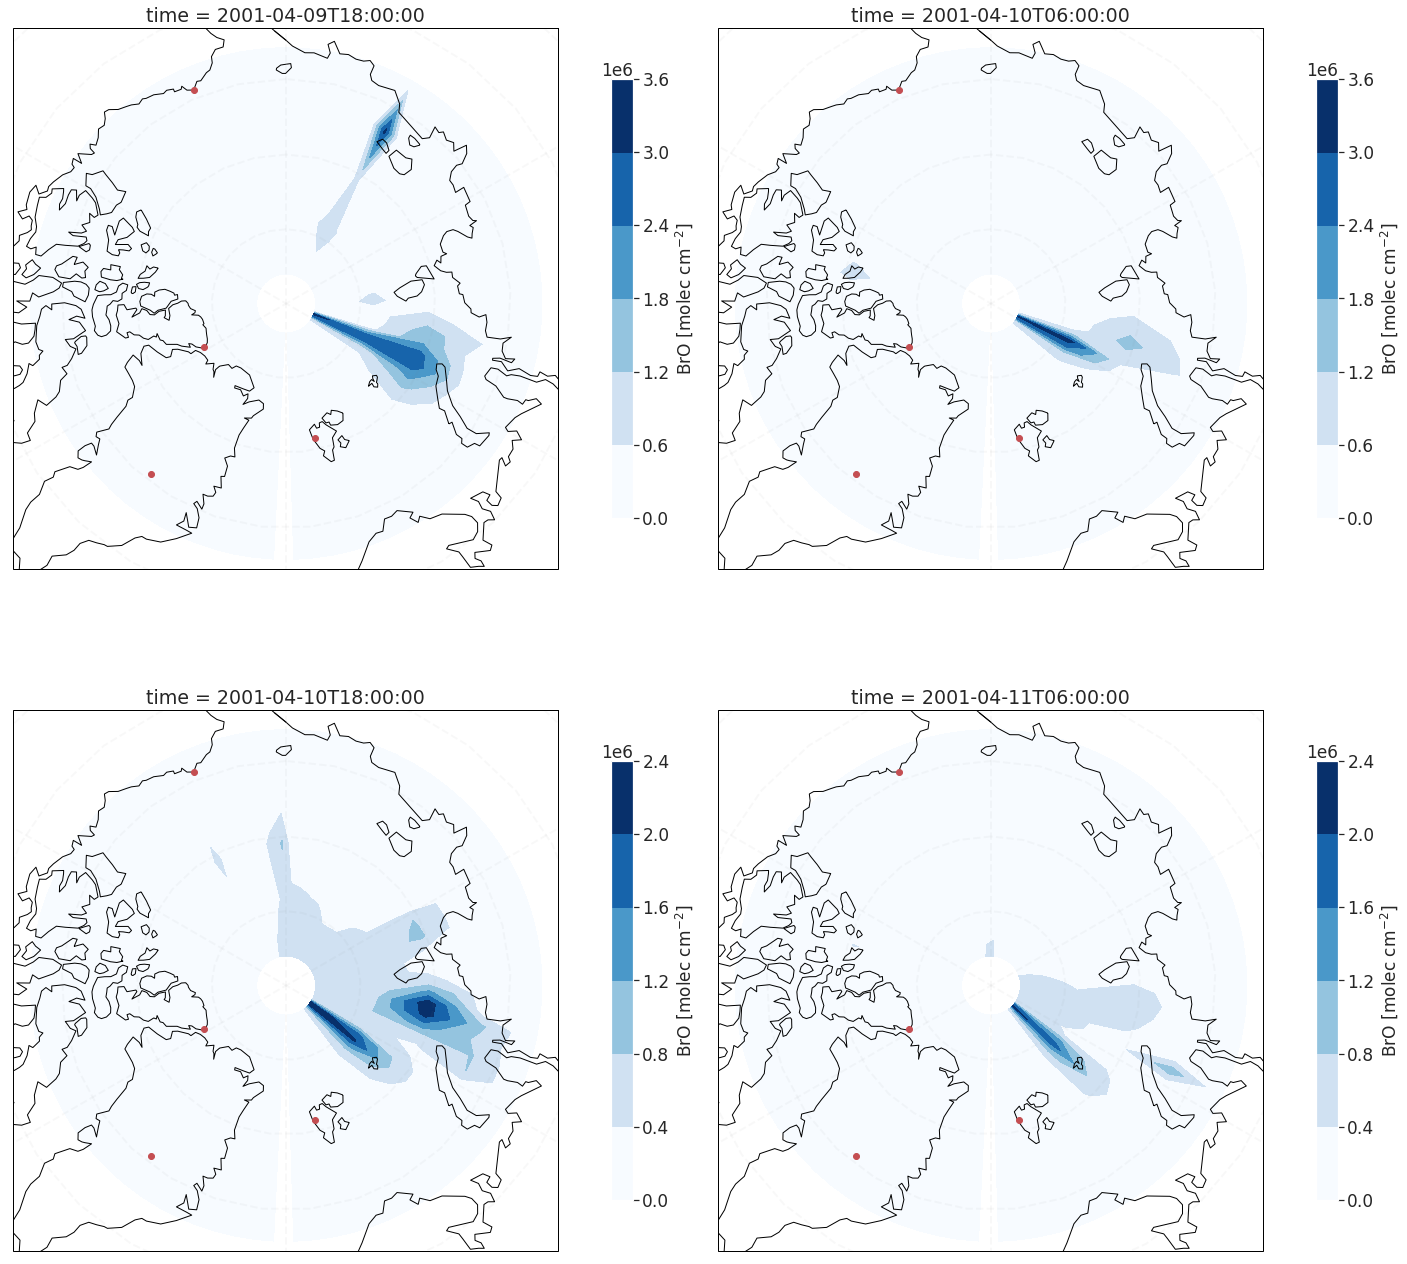 time = 2001-04-09T18:00:00
1e6
3.6
3.0
2.4
1.8
1.2
0.6
0.0
BrO [molec cm⁻²]
time = 2001-04-10T06:00:00
1e6
3.6
3.0
2.4
1.8
1.2
0.6
0.0
BrO [molec cm⁻²]
time = 2001-04-10T18:00:00
1e6
2.4
2.0
1.6
1.2
0.8
0.4
0.0
BrO [molec cm⁻²]
time = 2001-04-11T06:00:00
1e6
2.4
2.0
1.6
1.2
0.8
0.4
0.0
BrO [molec cm⁻²]